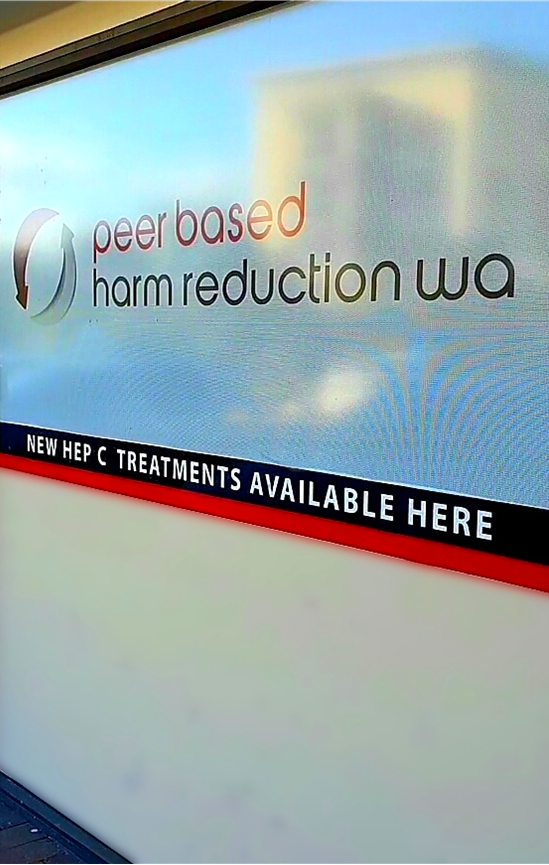 peer based
harm reduction wa
NEW HEP C TREATMENTS AVAILABLE HERE